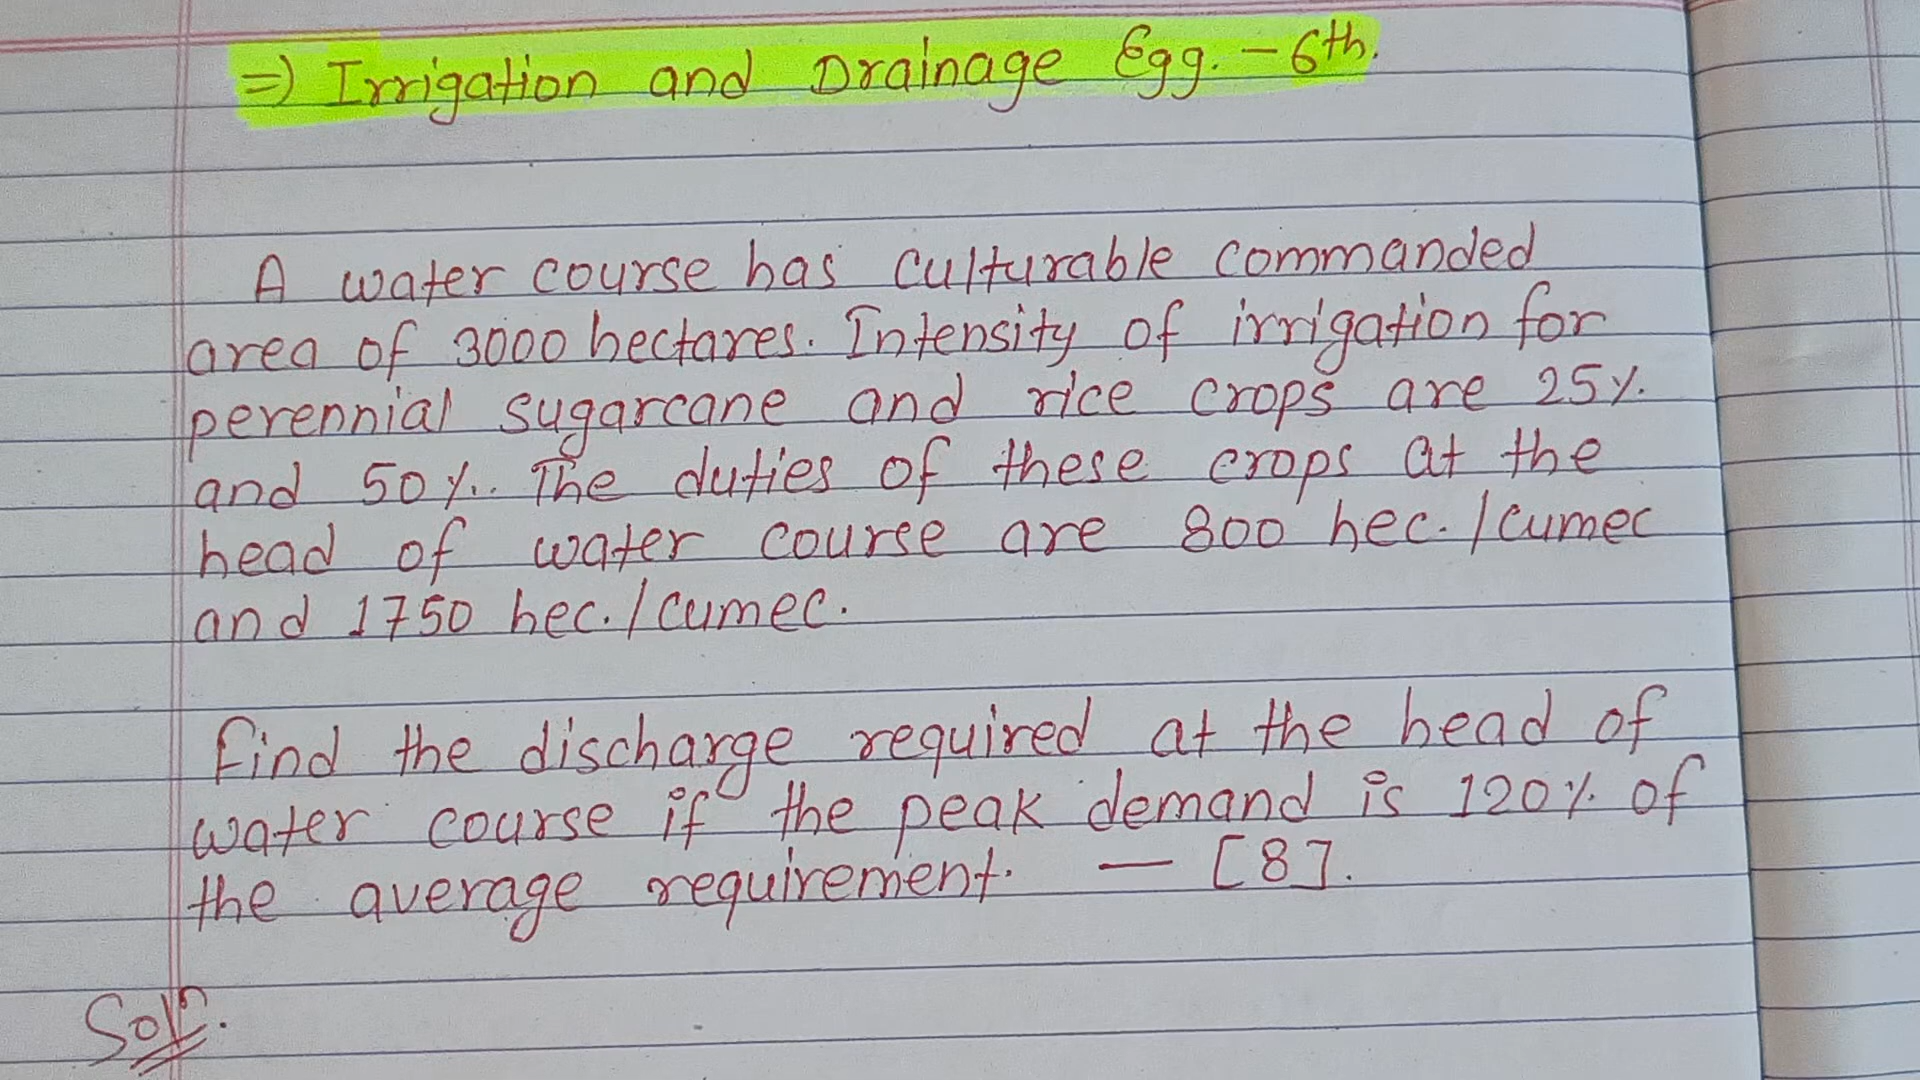 ⇒ Irrigation and Drainage Egg. - 6th.
A water course has culturable commanded
area of 3000 hectares. Intensity of irrigation for
perennial sugarcane and rice crops are 25%
and 50%. The duties of these crops at the
head of water course are 800 hec./cumec
and 1750 hec./cumec.
find the discharge required at the head of
water course if the peak demand is 120% of
the average requirement. — [8].
Soln.